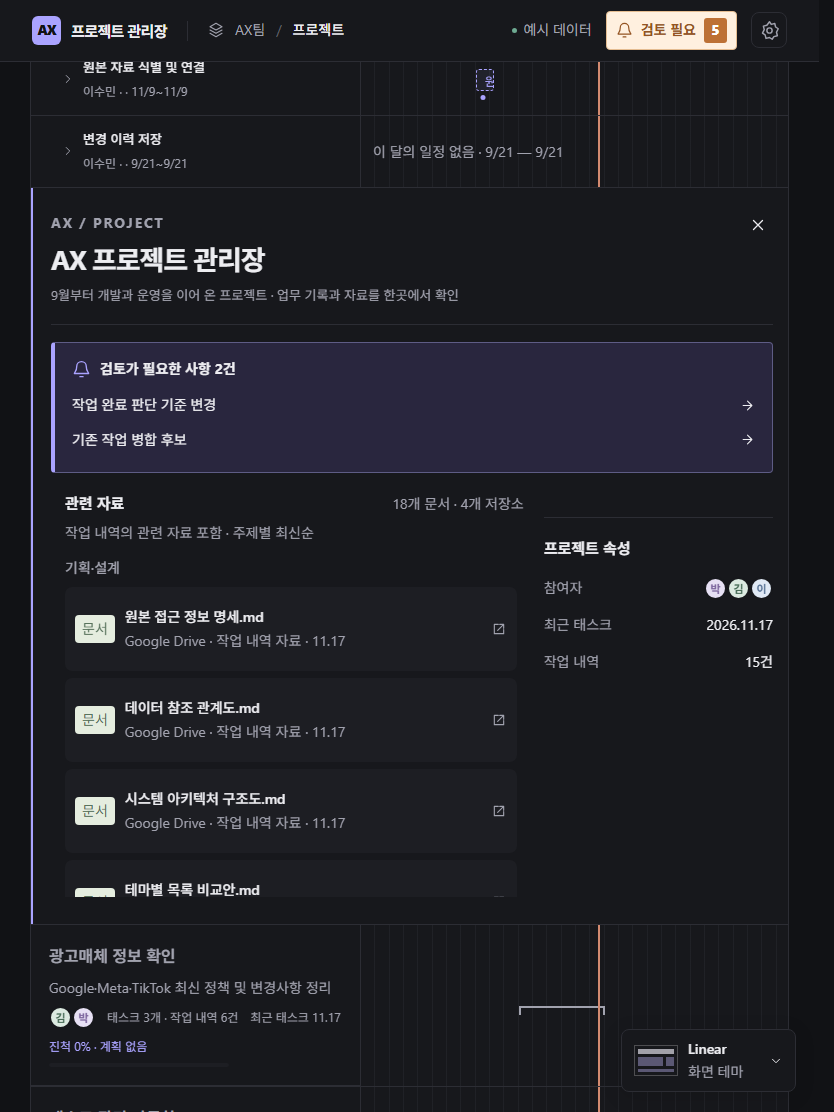 AX 프로젝트 관리장 AX팀 / 프로젝트 예시 데이터 검토 필요 5
원본 자료 식별 및 연결
이수민 · · 11/9~11/9
변경 이력 저장
이수민 · · 9/21~9/21
이 달의 일정 없음 · 9/21 — 9/21
AX / PROJECT
AX 프로젝트 관리장
9월부터 개발과 운영을 이어 온 프로젝트 · 업무 기록과 자료를 한곳에서 확인
검토가 필요한 사항 2건
작업 완료 판단 기준 변경
기존 작업 병합 후보
관련 자료 18개 문서 · 4개 저장소
작업 내역의 관련 자료 포함 · 주제별 최신순
기획·설계
문서 원본 접근 정보 명세.md
Google Drive · 작업 내역 자료 · 11.17
문서 데이터 참조 관계도.md
Google Drive · 작업 내역 자료 · 11.17
문서 시스템 아키텍처 구조도.md
Google Drive · 작업 내역 자료 · 11.17
테마별 목록 비교안.md
프로젝트 속성
참여자 박 김 이
최근 태스크 2026.11.17
작업 내역 15건
광고매체 정보 확인
Google·Meta·TikTok 최신 정책 및 변경사항 정리
김 박 태스크 3개 · 작업 내역 6건 최근 태스크 11.17
진척 0% · 계획 없음
Linear
화면 테마